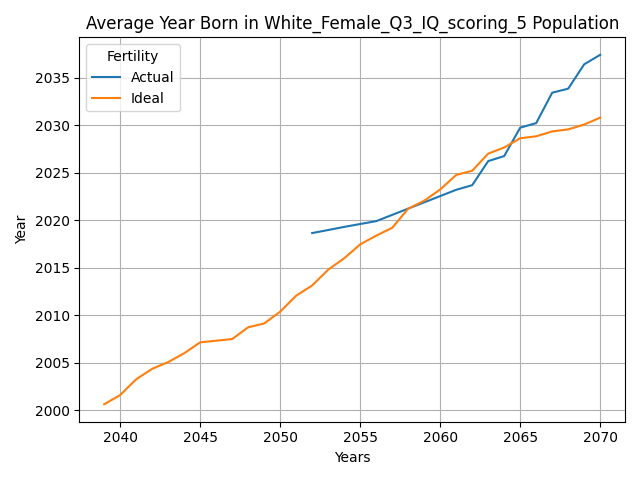 Average Year Born in White_Female_Q3_IQ_scoring_5 Population
Fertility
Actual
Ideal
2035
2030
2025
2020
2015
2010
2005
2000
Year
2040 2045 2050 2055 2060 2065 2070
Years